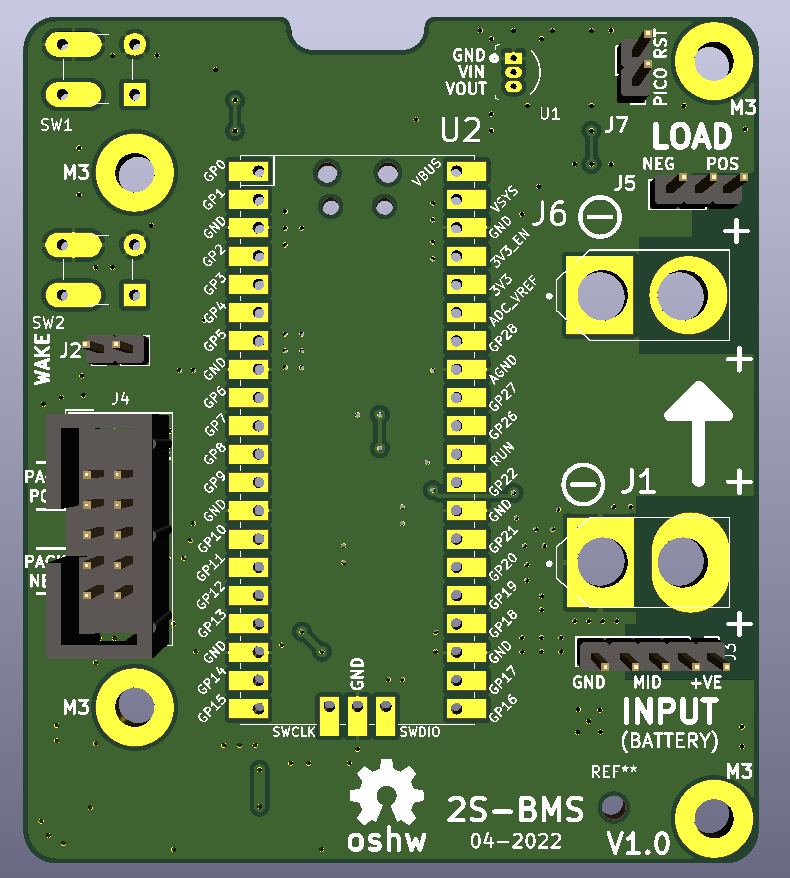 GND
VIN
VOUT
U1
RST
PICO
J7
M3
SW1
U2
LOAD
NEG POS
J5
M3
J6
+
SW2
WAKE
J2
J4
GP0
GP1
GND
GP2
GP3
GP4
GP5
GND
GP6
GP7
GP8
GP9
GND
GP10
GP11
GP12
GP13
GND
GP14
GP15
VBUS
VSYS
GND
3V3_EN
3V3
ADC_VREF
GP28
AGND
GP27
GP26
RUN
GP22
GND
GP21
GP20
GP19
GP18
GND
GP17
GP16
+
+
J1
+
J3
GND MID +VE
INPUT
(BATTERY)
M3
GND
SWCLK
SWDIO
REF**
M3
oshw
2S-BMS
04-2022
V1.0